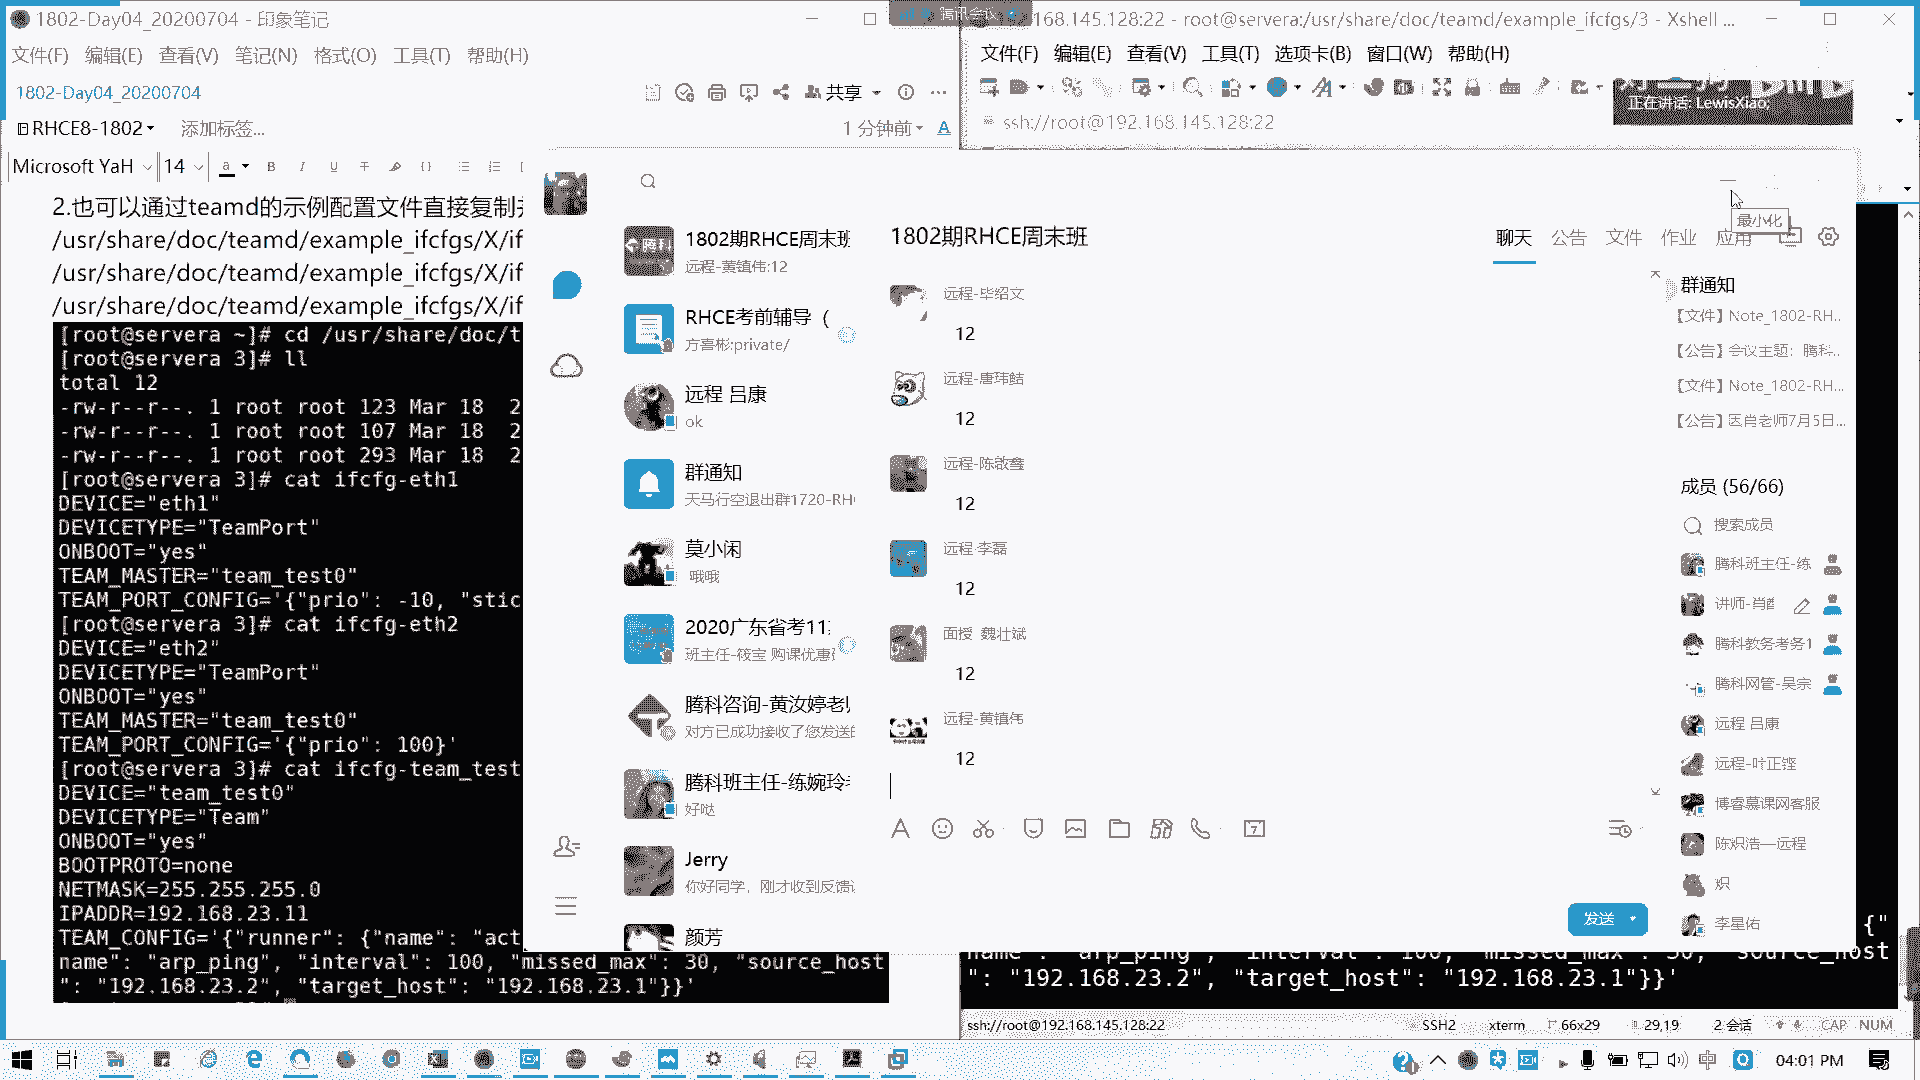 1802-Day04_20200704 - 印象笔记
文件(F) 编辑(E) 查看(V) 笔记(N) 格式(O) 工具(T) 帮助(H)
1802-Day04_20200704
共享
RHCE8-1802
添加标签...
1 分钟前
Microsoft YaH 14
2.也可以通过teamd的示例配置文件直接复制
/usr/share/doc/teamd/example_ifcfgs/X/if
/usr/share/doc/teamd/example_ifcfgs/X/if
/usr/share/doc/teamd/example_ifcfgs/X/if
[root@servera ~]# cd /usr/share/doc/t
[root@servera 3]# ll
total 12
-rw-r--r--. 1 root root 123 Mar 18 2
-rw-r--r--. 1 root root 107 Mar 18 2
-rw-r--r--. 1 root root 293 Mar 18 2
[root@servera 3]# cat ifcfg-eth1
DEVICE="eth1"
DEVICETYPE="TeamPort"
ONBOOT="yes"
TEAM_MASTER="team_test0"
TEAM_PORT_CONFIG='{"prio": -10, "stic
[root@servera 3]# cat ifcfg-eth2
DEVICE="eth2"
DEVICETYPE="TeamPort"
ONBOOT="yes"
TEAM_MASTER="team_test0"
TEAM_PORT_CONFIG='{"prio": 100}'
[root@servera 3]# cat ifcfg-team_test
DEVICE="team_test0"
DEVICETYPE="Team"
ONBOOT="yes"
BOOTPROTO=none
NETMASK=255.255.255.0
IPADDR=192.168.23.11
TEAM_CONFIG='{"runner": {"name": "act
name": "arp_ping", "interval": 100, "missed_max": 30, "source_host
": "192.168.23.2", "target_host": "192.168.23.1"}}'
腾讯会议
168.145.128:22 - root@servera:/usr/share/doc/teamd/example_ifcfgs/3 - Xshell ...
文件(F) 编辑(E) 查看(V) 工具(T) 选项卡(B) 窗口(W) 帮助(H)
正在讲话: LewisXiao;
ssh://root@192.168.145.128:22
最小化
1802期RHCE周末班
远程-黄镇伟:12
RHCE考前辅导（
方喜彬:private/
远程 吕康
ok
群通知
天马行空退出群1720-RH
莫小闲
哦哦
2020广东省考11
班主任-筱宝 购课优惠
腾科咨询-黄汝婷老
对方已成功接收了您发送的
腾科班主任-练婉玲
好哒
Jerry
你好同学，刚才收到反馈
颜芳
1802期RHCE周末班
聊天 公告 文件 作业 应用
远程-毕绍文
12
远程-唐玮鲒
12
远程-陈啟鑫
12
远程-李磊
12
面授 魏壮斌
12
远程-黄镇伟
12
发送
群通知
【文件】Note_1802-RH..
【公告】会议主题：腾科...
【文件】Note_1802-RH...
【公告】因肖老师7月5日...
成员 (56/66)
搜索成员
腾科班主任-练
讲师-肖
腾科教务考务1
腾科网管-吴宗
远程 吕康
远程-叶正铿
博睿慕课网客服
陈炽浩—远程
炽
李星佑
{"
name": "arp_ping", "interval": 100, "missed_max": 30, "source_host
": "192.168.23.2", "target_host": "192.168.23.1"}}'
ssh://root@192.168.145.128:22 SSH2 xterm 66x29 29,19 2 会话 CAP NUM
中 04:01 PM